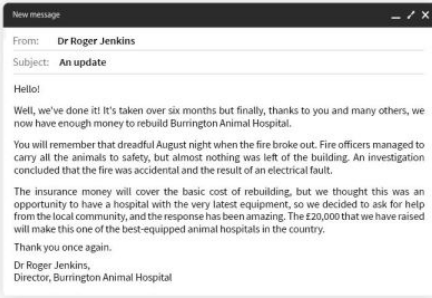 New message
From: Dr Roger Jenkins
Subject: An update
Hello!
Well, we've done it! It's taken over six months but finally, thanks to you and many others, we
now have enough money to rebuild Burrington Animal Hospital.
You will remember that dreadful August night when the fire broke out. Fire officers managed to
carry all the animals to safety, but almost nothing was left of the building. An investigation
concluded that the fire was accidental and the result of an electrical fault.
The insurance money will cover the basic cost of rebuilding, but we thought this was an
opportunity to have a hospital with the very latest equipment, so we decided to ask for help
from the local community, and the response has been amazing. The £20,000 that we have raised
will make this one of the best-equipped animal hospitals in the country.
Thank you once again.
Dr Roger Jenkins,
Director, Burrington Animal Hospital